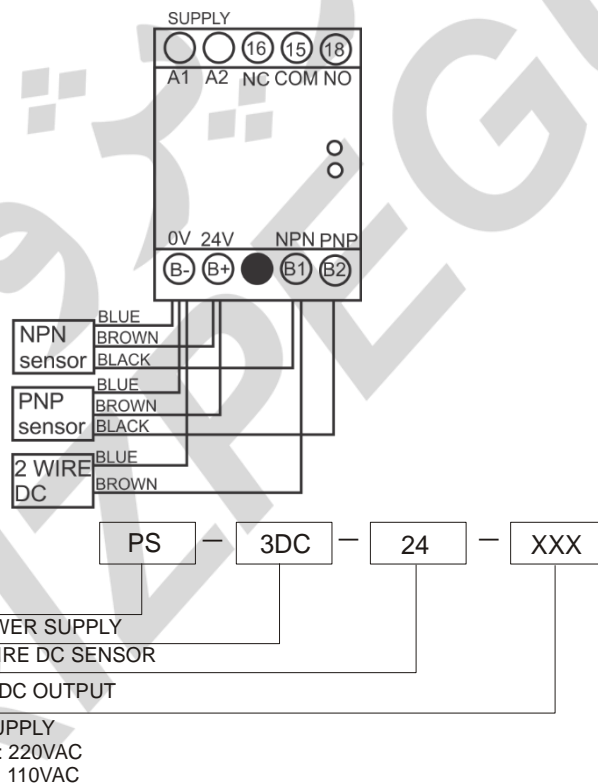 SUPPLY
16 15 18
A1 A2 NC COM NO
0V 24V NPN PNP
B- B+ B1 B2
BLUE
NPN BROWN
sensor BLACK
BLUE
PNP BROWN
sensor BLACK
2 WIRE BLUE
DC BROWN
PS – 3DC – 24 – XXX
WER SUPPLY
IRE DC SENSOR
DC OUTPUT
UPPLY
: 220VAC
110VAC